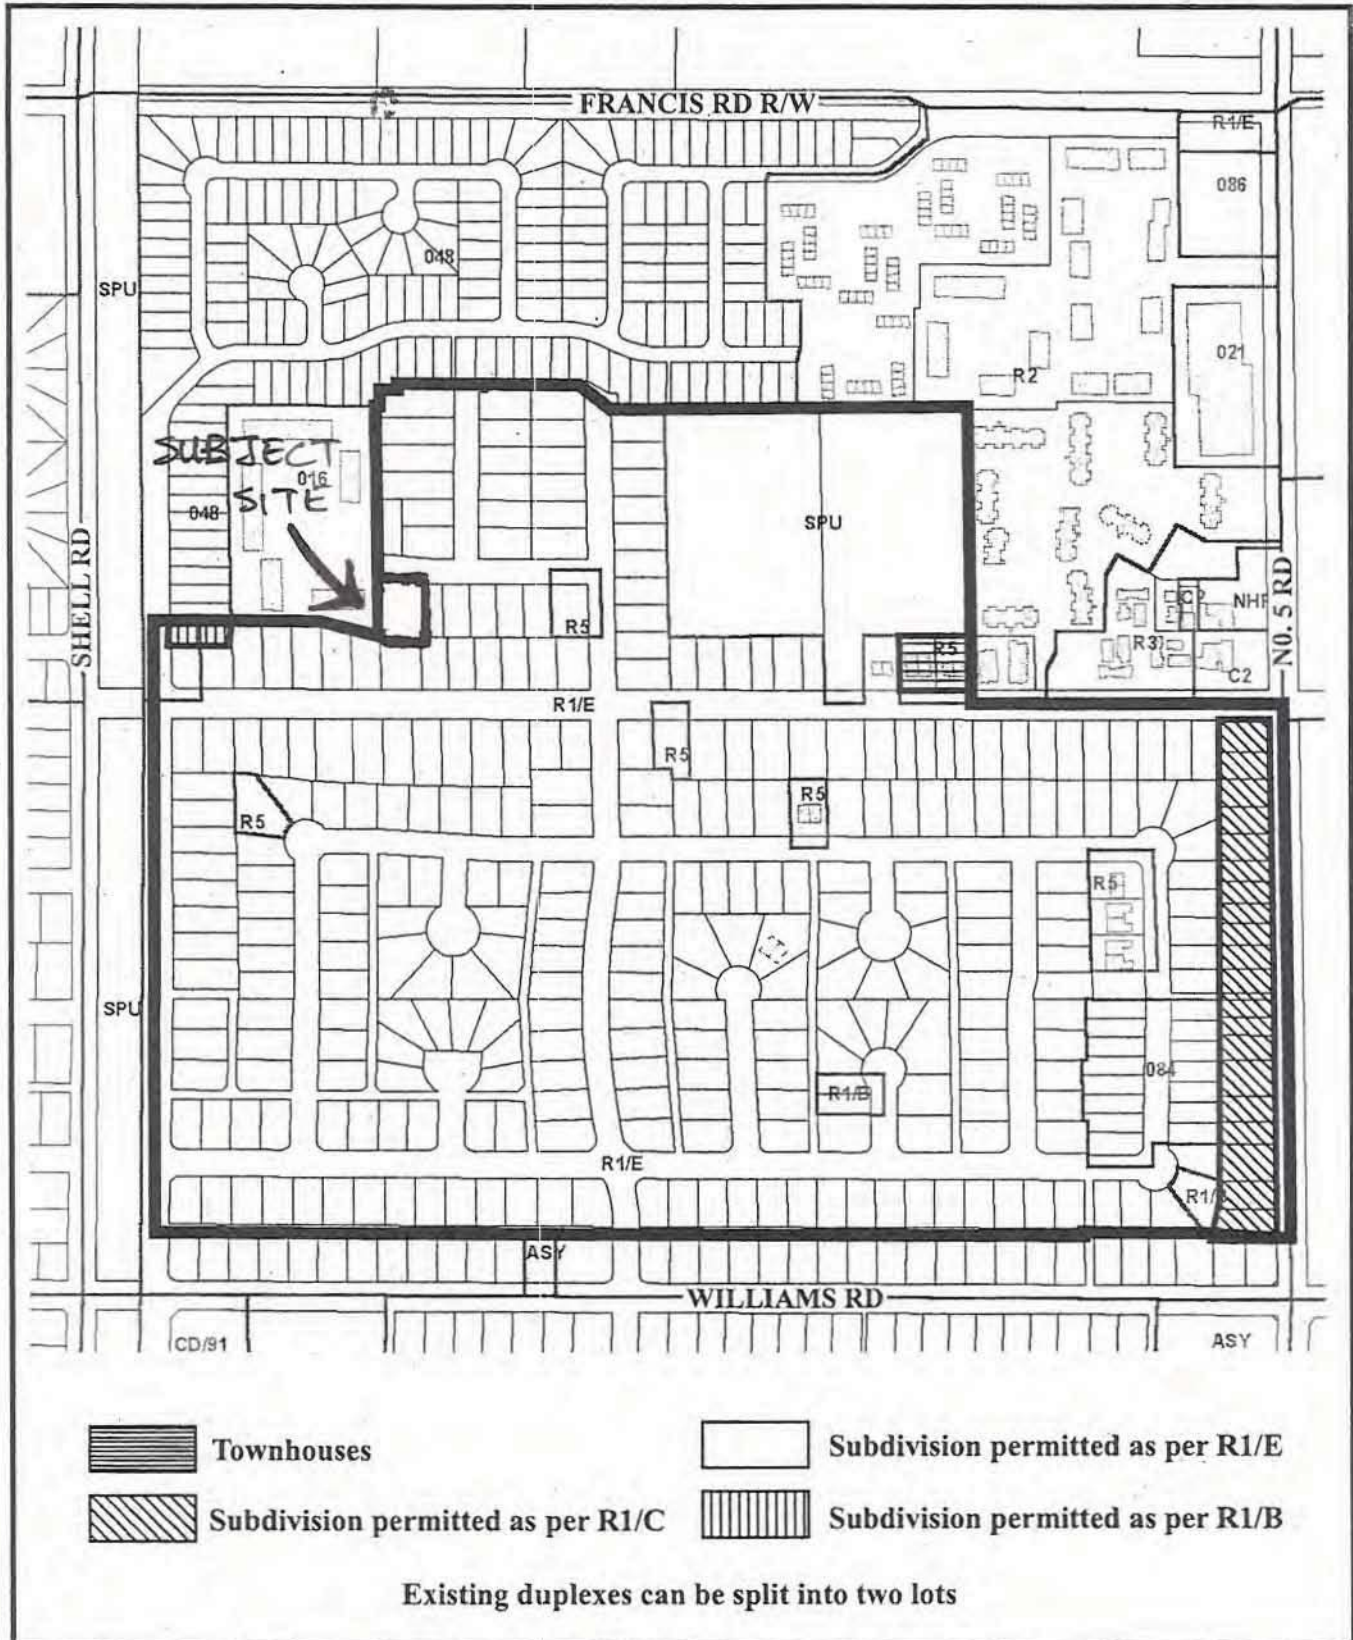 FRANCIS RD R/W
R1/E
086
048
SPU
021
R2
SUBJECT
016
SITE
048
SPU
SHELL RD
NO. 5 RD
R5
C2
NHF
R5
R3
C2
R1/E
R5
R5
R5
R5
SPU
084
R1/B
R1/E
R1/B
ASY
WILLIAMS RD
CD/91
ASY
Townhouses
Subdivision permitted as per R1/E
Subdivision permitted as per R1/C
Subdivision permitted as per R1/B
Existing duplexes can be split into two lots